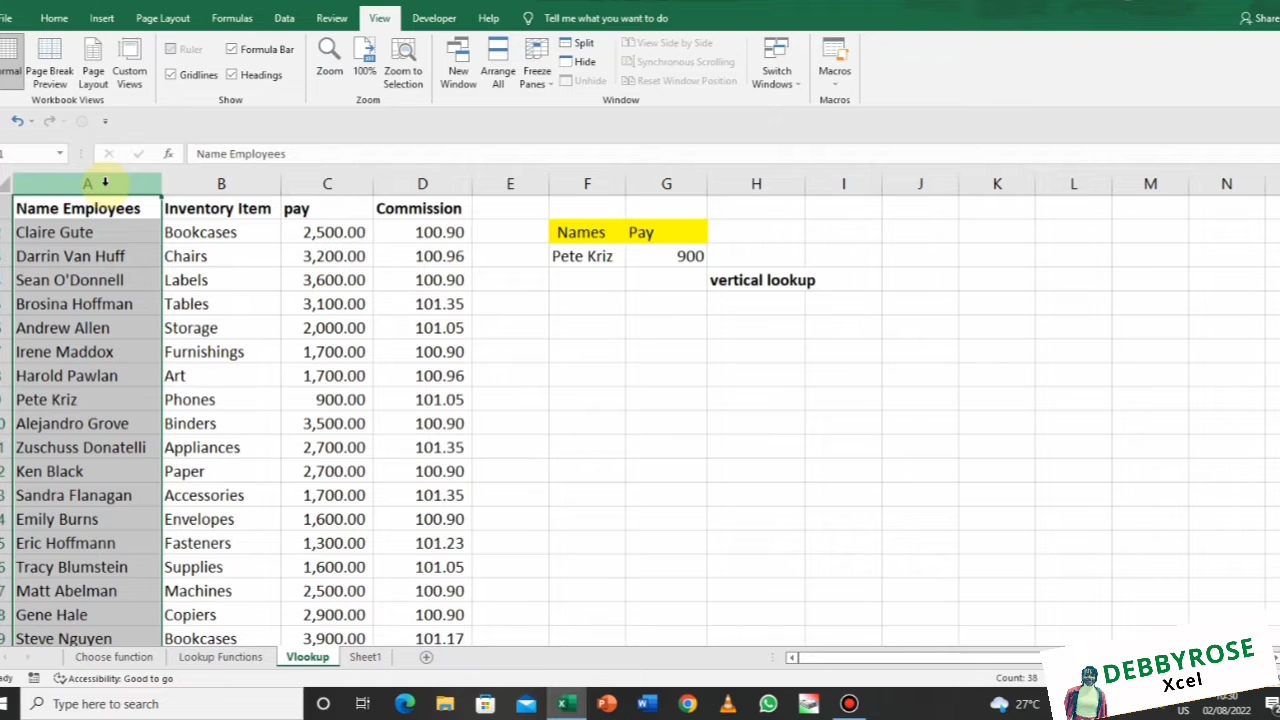 File Home Insert Page Layout Formulas Data Review View Developer Help Tell me what you want to do Share
Normal Page Break Preview Page Layout Custom Views
Ruler Formula Bar
Gridlines Headings
Zoom 100% Zoom to Selection
New Window Arrange All Freeze Panes
Split Hide Unhide
View Side by Side
Synchronous Scrolling
Reset Window Position
Switch Windows Macros
Workbook Views Show Zoom Window Macros
fx Name Employees
A B C D E F G H I J K L M N
Name Employees Inventory Item pay Commission
Claire Gute Bookcases 2,500.00 100.90 Names Pay
Darrin Van Huff Chairs 3,200.00 100.96 Pete Kriz 900
Sean O'Donnell Labels 3,600.00 100.90 vertical lookup
Brosina Hoffman Tables 3,100.00 101.35
Andrew Allen Storage 2,000.00 101.05
Irene Maddox Furnishings 1,700.00 100.90
Harold Pawlan Art 1,700.00 100.96
Pete Kriz Phones 900.00 101.05
Alejandro Grove Binders 3,500.00 100.90
Zuschuss Donatelli Appliances 2,700.00 101.35
Ken Black Paper 2,700.00 100.90
Sandra Flanagan Accessories 1,700.00 101.35
Emily Burns Envelopes 1,600.00 100.90
Eric Hoffmann Fasteners 1,300.00 101.23
Tracy Blumstein Supplies 1,600.00 101.05
Matt Abelman Machines 2,500.00 100.90
Gene Hale Copiers 2,900.00 100.90
Steve Nguyen Bookcases 3,900.00 101.17
Choose function Lookup Functions Vlookup Sheet1
Accessibility: Good to go Count: 38
Type here to search 27°C
02/08/2022
DEBBYROSE
Xcel